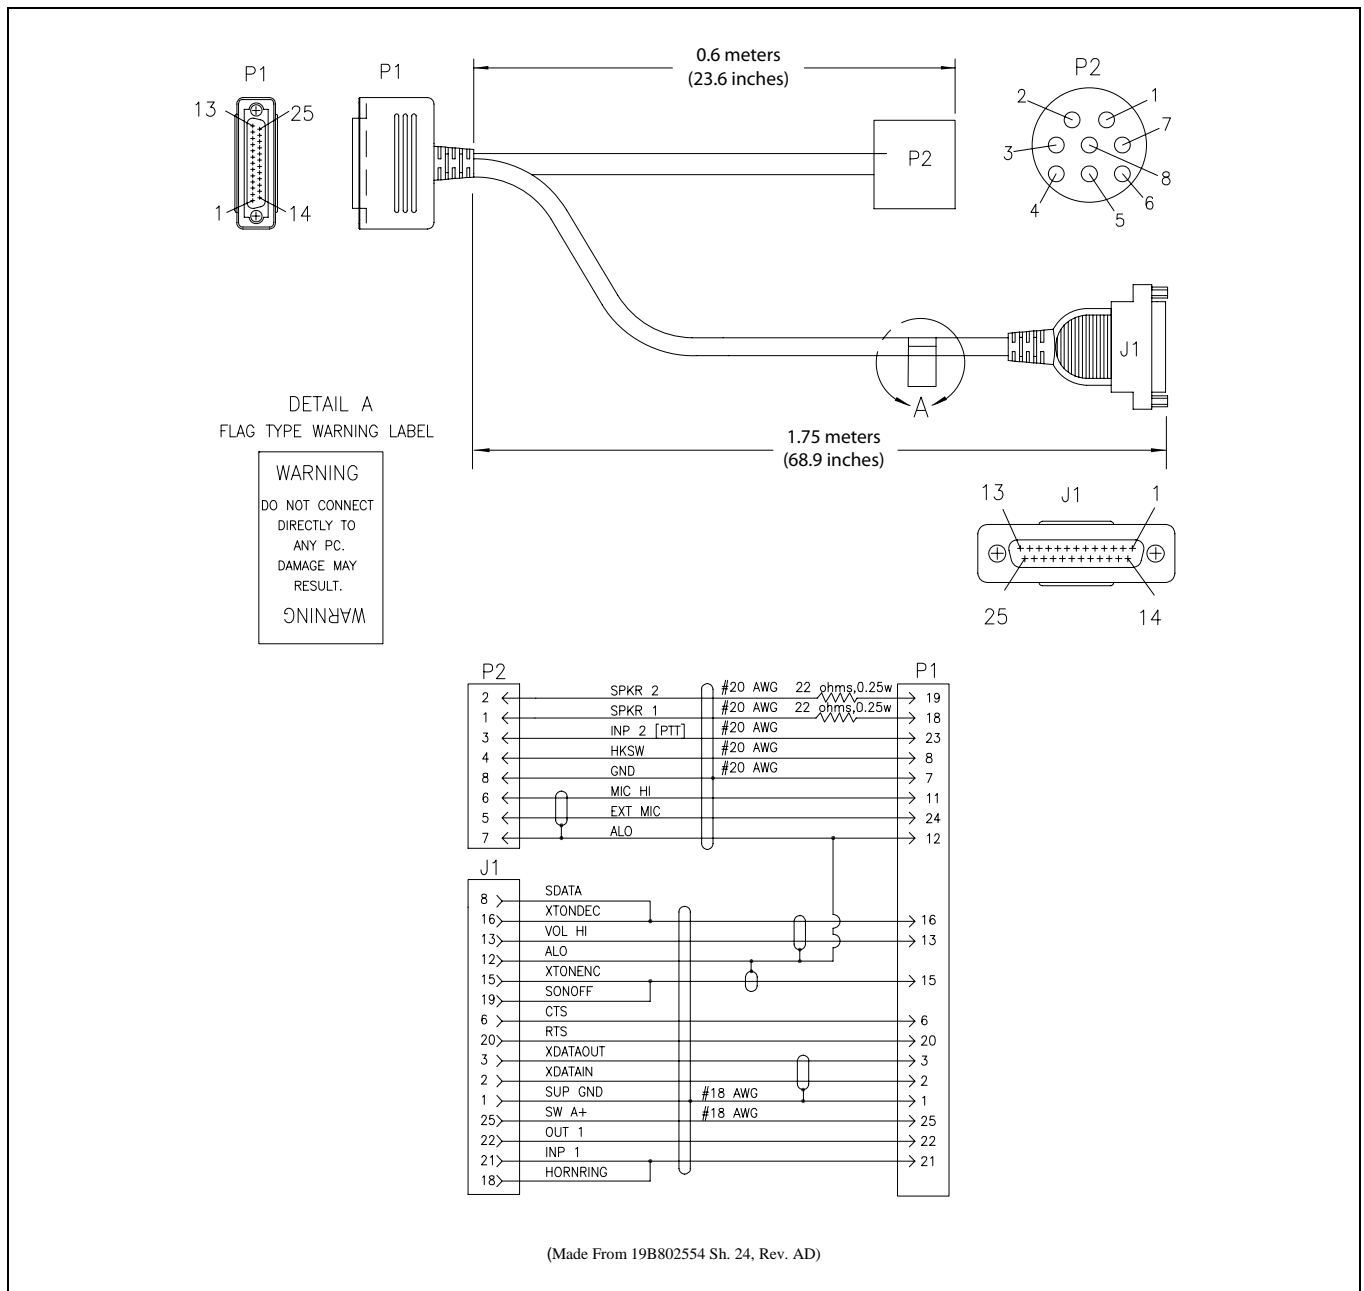 0.6 meters
(23.6 inches)
P1
P1
P2
13
25
1
14
P2
2
1
3
7
8
4
5
6
J1
A
1.75 meters
(68.9 inches)
DETAIL A
FLAG TYPE WARNING LABEL
WARNING
DO NOT CONNECT
DIRECTLY TO
ANY PC.
DAMAGE MAY
RESULT.
WARNING
13
J1
1
25
14
P2
P1
2 SPKR 2 #20 AWG 22 ohms,0.25w 19
1 SPKR 1 #20 AWG 22 ohms,0.25w 18
3 INP 2 [PTT] #20 AWG 23
4 HKSW #20 AWG 8
8 GND #20 AWG 7
6 MIC HI 11
5 EXT MIC 24
7 ALO 12
J1
8 SDATA
16 XTONDEC 16
13 VOL HI 13
12 ALO
15 XTONENC 15
19 SONOFF
6 CTS 6
20 RTS 20
3 XDATAOUT 3
2 XDATAIN 2
1 SUP GND #18 AWG 1
25 SW A+ #18 AWG 25
22 OUT 1 22
21 INP 1 21
18 HORNRING
(Made From 19B802554 Sh. 24, Rev. AD)